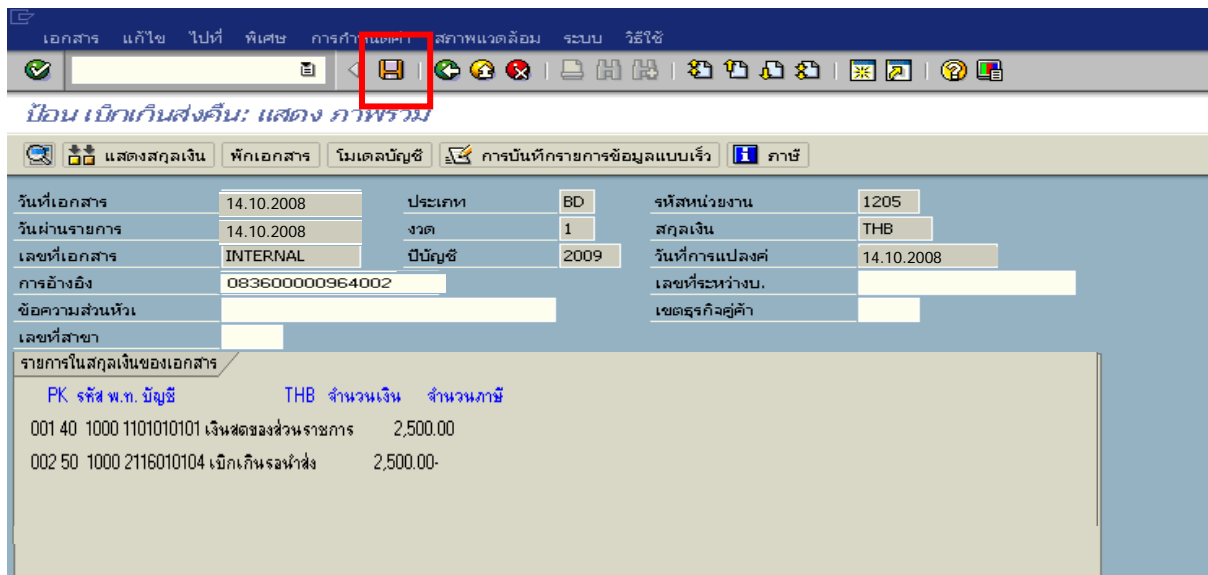 เอกสาร แก้ไข ไปที่ พิเศษ การกำหนดค่า สภาพแวดล้อม ระบบ วิธีใช้
ป้อน เบิกเกินส่งคืน: แสดง ภาพรวม
แสดงสกุลเงิน พักเอกสาร โมเดลบัญชี การบันทึกรายการข้อมูลแบบเร็ว ภาษี
วันที่เอกสาร 14.10.2008 ประเภท BD รหัสหน่วยงาน 1205
วันผ่านรายการ 14.10.2008 งวด 1 สกุลเงิน THB
เลขที่เอกสาร INTERNAL ปีบัญชี 2009 วันที่การแปลงค่ 14.10.2008
การอ้างอิง 083600000964002 เลขที่ระหว่างบ.
ข้อความส่วนหัวเ เขตธุรกิจคู่ค้า
เลขที่สาขา
รายการในสกุลเงินของเอกสาร
PK รหัส พ.ท. บัญชี THB จำนวนเงิน จำนวนภาษี
001 40 1000 1101010101 เงินสดของส่วนราชการ 2,500.00
002 50 1000 2116010104 เบิกเกินรอนำส่ง 2,500.00-